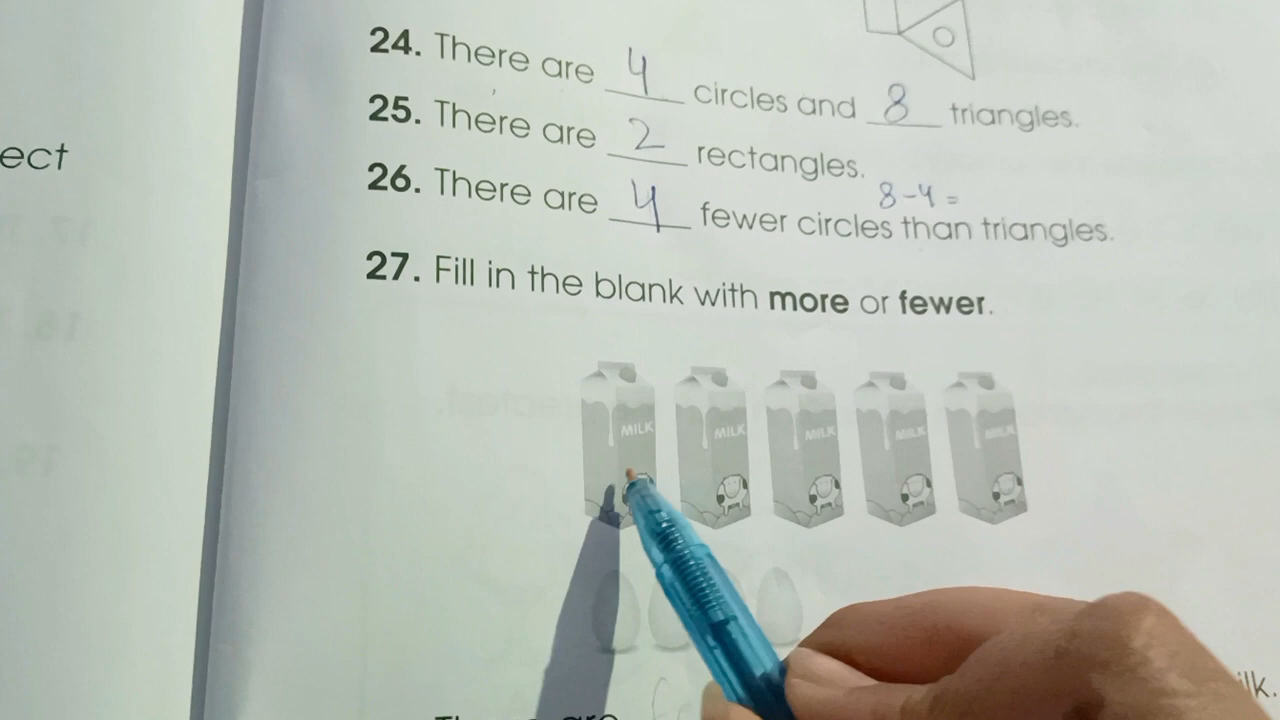 24. There are 4 circles and 8 triangles.
25. There are 2 rectangles.
8-4=
26. There are 4 fewer circles than triangles.
ect
27. Fill in the blank with more or fewer.
MILK MILK MILK MILK MILK